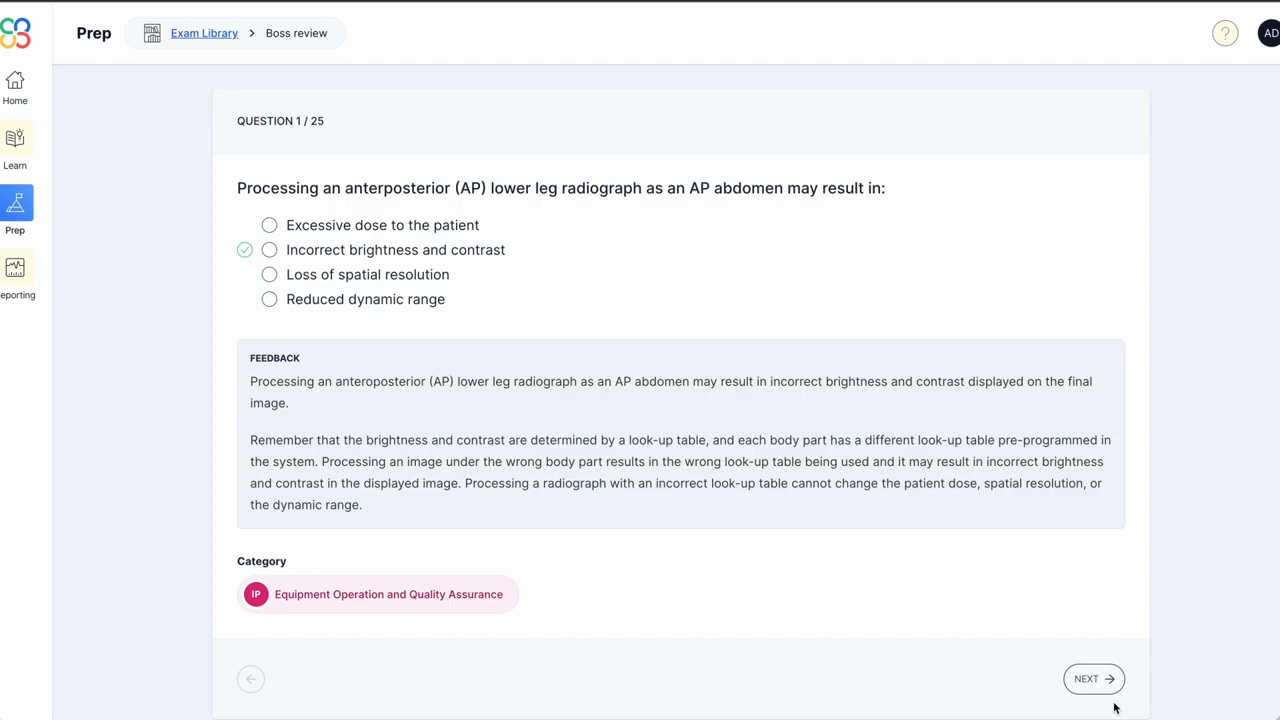 Prep
Exam Library > Boss review
?
AD
Home
Learn
Prep
eporting
QUESTION 1 / 25
Processing an anterposterior (AP) lower leg radiograph as an AP abdomen may result in:
Excessive dose to the patient
Incorrect brightness and contrast
Loss of spatial resolution
Reduced dynamic range
FEEDBACK
Processing an anteroposterior (AP) lower leg radiograph as an AP abdomen may result in incorrect brightness and contrast displayed on the final
image.
Remember that the brightness and contrast are determined by a look-up table, and each body part has a different look-up table pre-programmed in
the system. Processing an image under the wrong body part results in the wrong look-up table being used and it may result in incorrect brightness
and contrast in the displayed image. Processing a radiograph with an incorrect look-up table cannot change the patient dose, spatial resolution, or
the dynamic range.
Category
IP Equipment Operation and Quality Assurance
NEXT